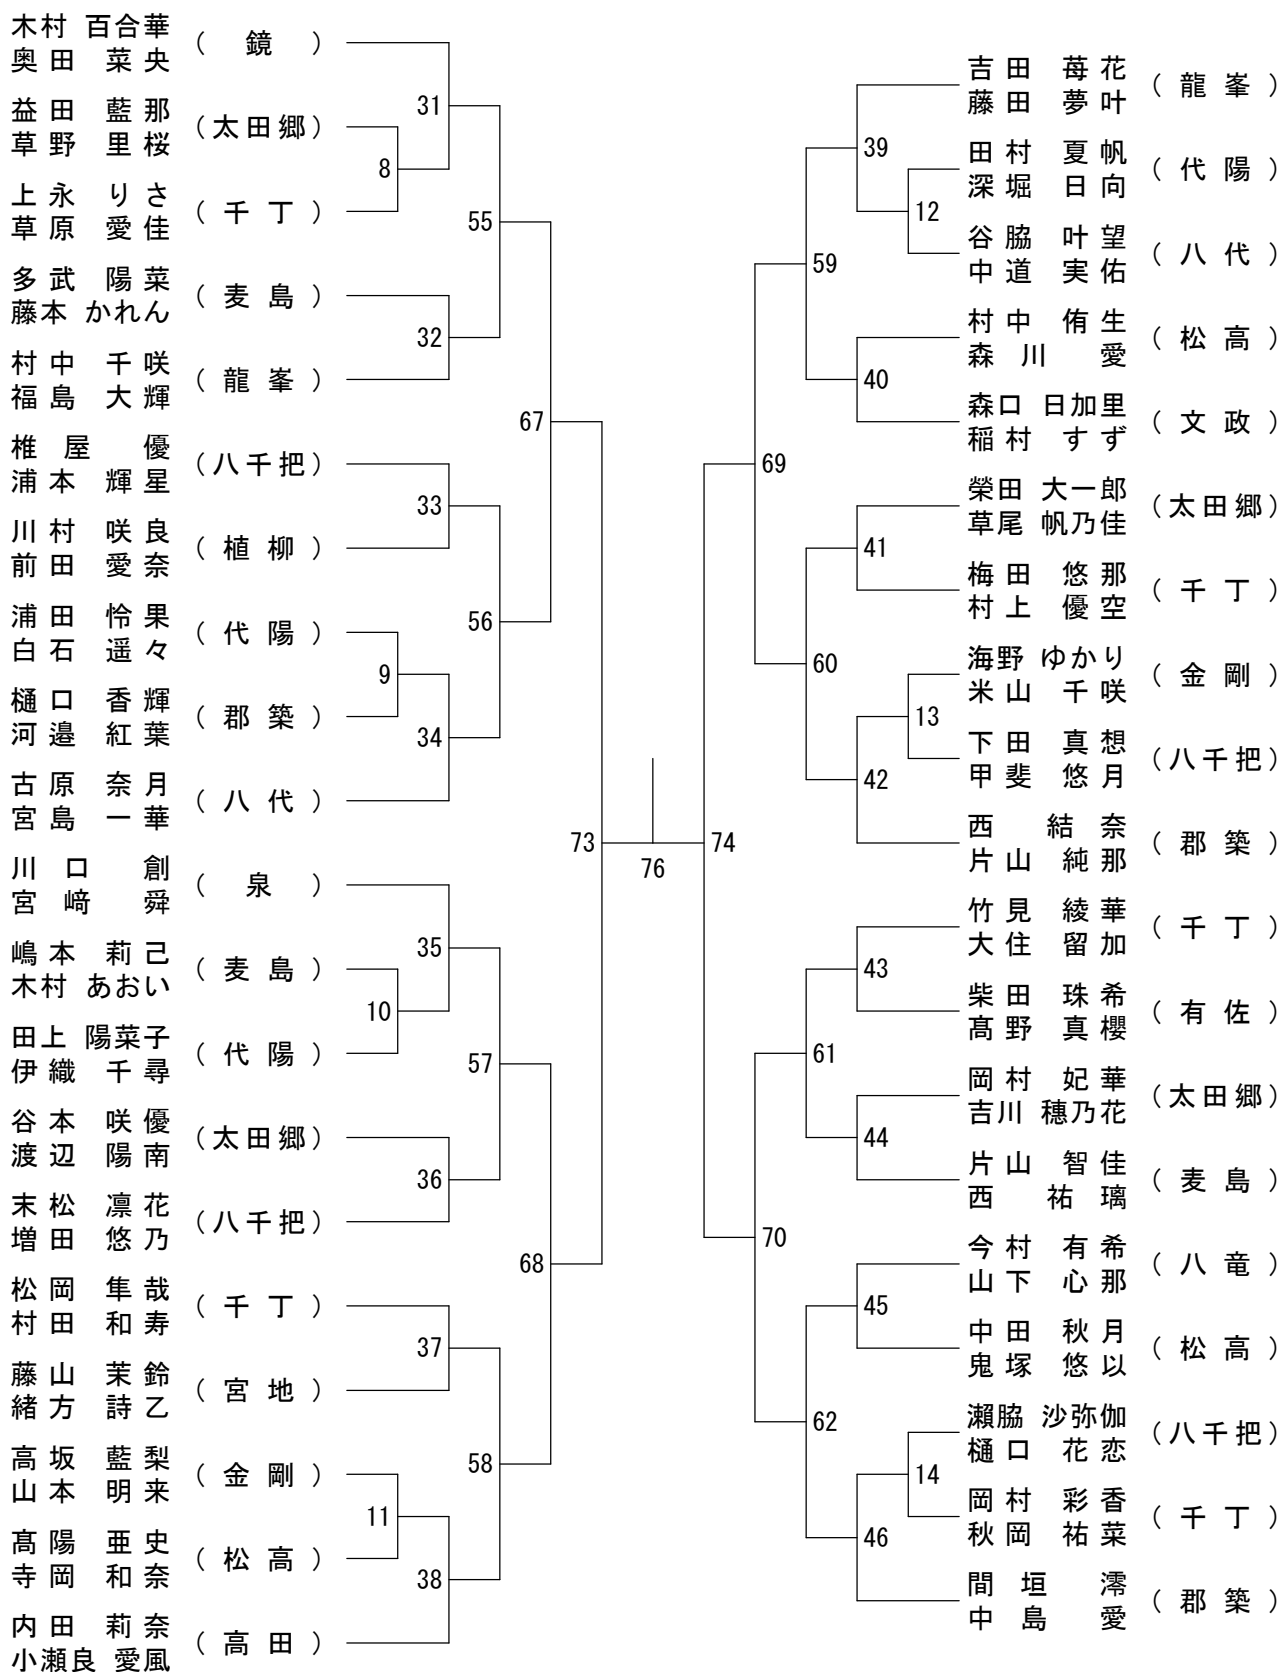 木村 百合華
奥田 菜央
（ 鏡 ）
益田 藍那
草野 里桜
（太田郷）
上永 りさ
草原 愛佳
（ 千丁 ）
多武 陽菜
藤本 かれん
（ 麦島 ）
村中 千咲
福島 大輝
（ 龍峯 ）
椎屋 優
浦本 輝星
（八千把）
川村 咲良
前田 愛奈
（ 植柳 ）
浦田 怜果
白石 遥々
（ 代陽 ）
樋口 香輝
河邉 紅葉
（ 郡築 ）
古原 奈月
宮島 一華
（ 八代 ）
川口 創
宮﨑 舜
（ 泉 ）
嶋本 莉己
木村 あおい
（ 麦島 ）
田上 陽菜子
伊織 千尋
（ 代陽 ）
谷本 咲優
渡辺 陽南
（太田郷）
末松 凛花
増田 悠乃
（八千把）
松岡 隼哉
村田 和寿
（ 千丁 ）
藤山 茉鈴
緒方 詩乙
（ 宮地 ）
高坂 藍梨
山本 明来
（ 金剛 ）
髙陽 亜史
寺岡 和奈
（ 松高 ）
内田 莉奈
小瀬良 愛風
（ 高田 ）
31
8
55
32
67
33
56
9
34
73
35
10
57
36
68
37
58
11
38
76
74
39
12
59
40
69
41
60
13
42
43
61
44
70
45
62
14
46
吉田 苺花
藤田 夢叶
（ 龍峯 ）
田村 夏帆
深堀 日向
（ 代陽 ）
谷脇 叶望
中道 実佑
（ 八代 ）
村中 侑生
森川 愛
（ 松高 ）
森口 日加里
稲村 すず
（ 文政 ）
榮田 大一郎
草尾 帆乃佳
（太田郷）
梅田 悠那
村上 優空
（ 千丁 ）
海野 ゆかり
米山 千咲
（ 金剛 ）
下田 真想
甲斐 悠月
（八千把）
西 結奈
片山 純那
（ 郡築 ）
竹見 綾華
大住 留加
（ 千丁 ）
柴田 珠希
髙野 真櫻
（ 有佐 ）
岡村 妃華
吉川 穂乃花
（太田郷）
片山 智佳
西 祐璃
（ 麦島 ）
今村 有希
山下 心那
（ 八竜 ）
中田 秋月
鬼塚 悠以
（ 松高 ）
瀬脇 沙弥伽
樋口 花恋
（八千把）
岡村 彩香
秋岡 祐菜
（ 千丁 ）
間垣 澪
中島 愛
（ 郡築 ）